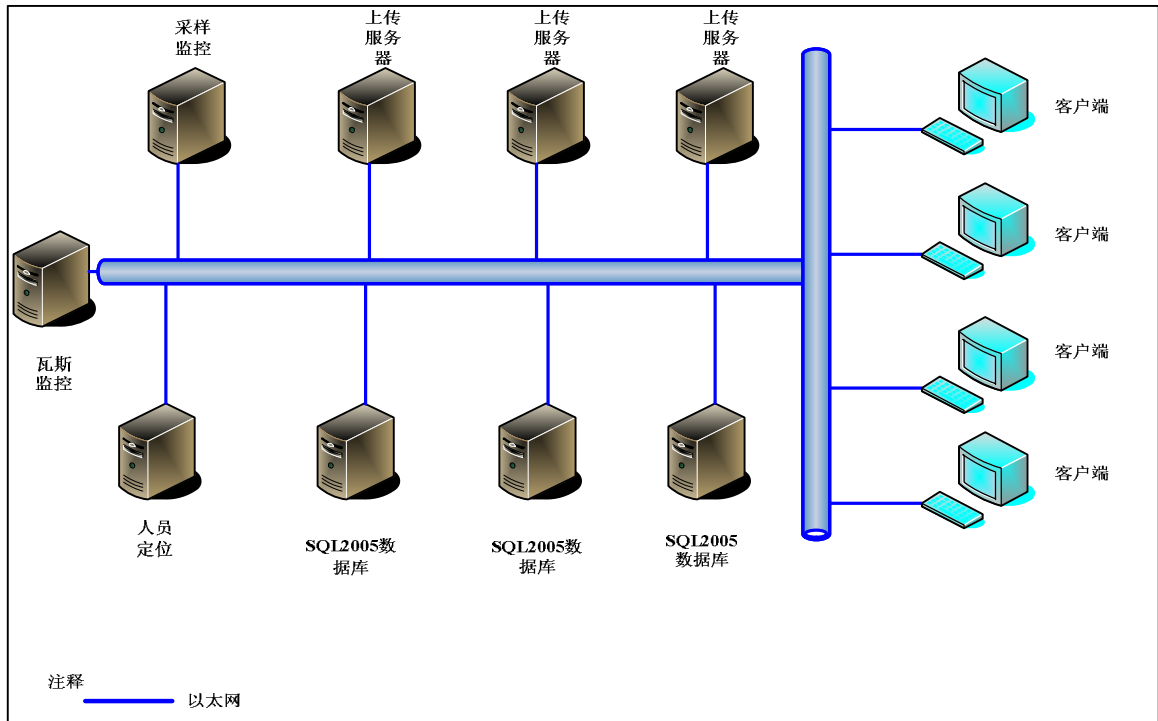 采样
监控
上传
服务
器
上传
服务
器
上传
服务
器
客户端
客户端
客户端
客户端
瓦斯
监控
人员
定位
SQL2005数
据库
SQL2005数
据库
SQL2005
数据库
注释
以太网